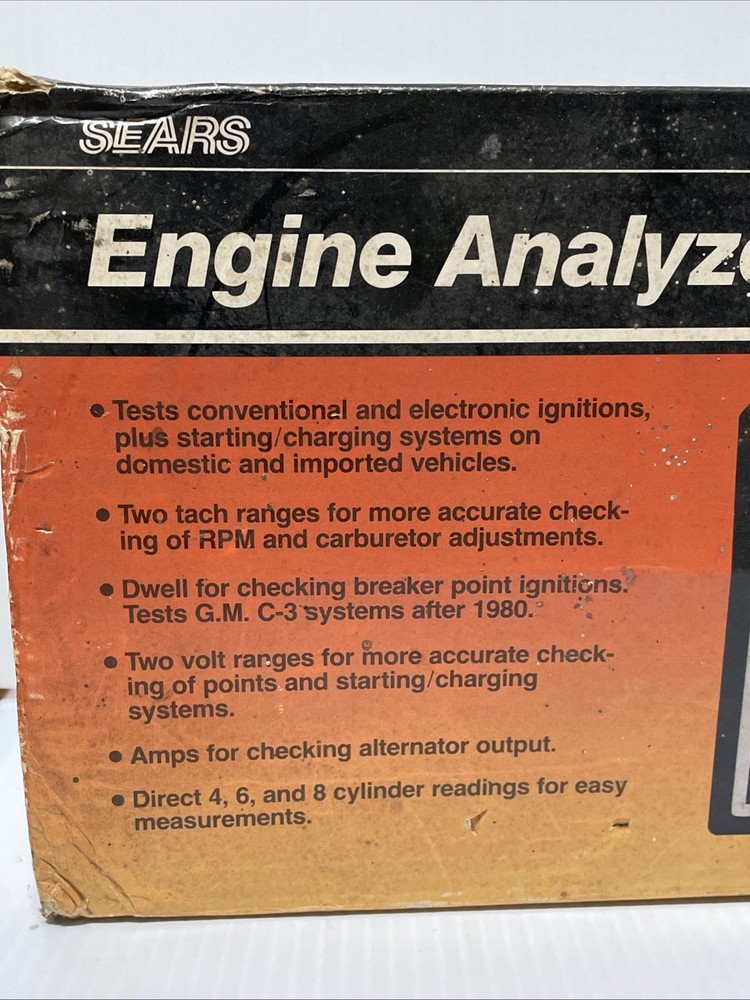 SEARS
Engine Analyze
• Tests conventional and electronic ignitions,
plus starting/charging systems on
domestic and imported vehicles.
• Two tach ranges for more accurate check-
ing of RPM and carburetor adjustments.
• Dwell for checking breaker point ignitions.
Tests G.M. C-3 systems after 1980.
• Two volt ranges for more accurate check-
ing of points and starting/charging
systems.
• Amps for checking alternator output.
• Direct 4, 6, and 8 cylinder readings for easy
measurements.